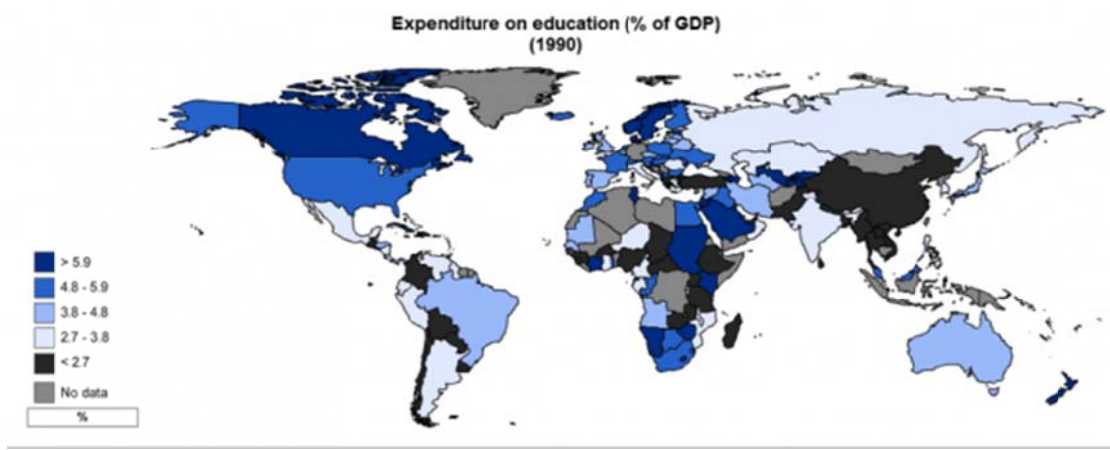 Expenditure on education (% of GDP)
(1990)
> 5.9
4.8 - 5.9
3.8 - 4.8
2.7 - 3.8
< 2.7
No data
%